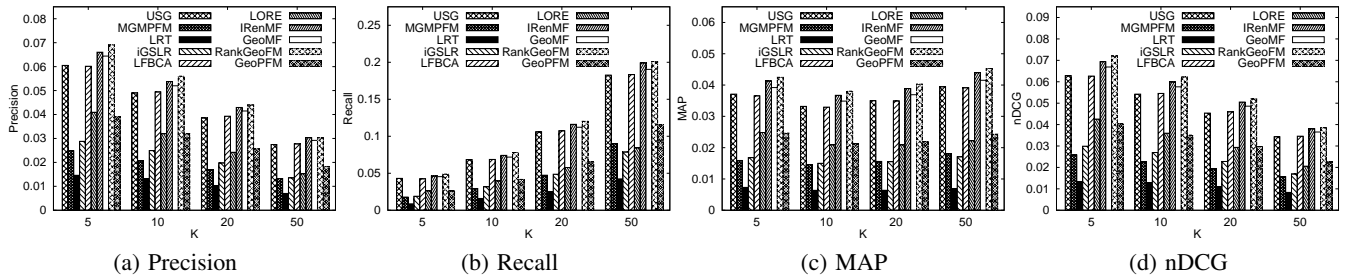 0.08
0.07
0.06
0.05
0.04
0.03
0.02
0.01
0
Precision
USG
MGMPFM
LRT
iGSLR
LFBCA
LORE
IRenMF
GeoMF
RankGeoFM
GeoPFM
5 10 20 50
K
(a) Precision
0.25
0.2
0.15
0.1
0.05
0
Recall
USG
MGMPFM
LRT
iGSLR
LFBCA
LORE
IRenMF
GeoMF
RankGeoFM
GeoPFM
5 10 20 50
K
(b) Recall
0.06
0.05
0.04
0.03
0.02
0.01
0
MAP
USG
MGMPFM
LRT
iGSLR
LFBCA
LORE
IRenMF
GeoMF
RankGeoFM
GeoPFM
5 10 20 50
K
(c) MAP
0.09
0.08
0.07
0.06
0.05
0.04
0.03
0.02
0.01
0
nDCG
USG
MGMPFM
LRT
iGSLR
LFBCA
LORE
IRenMF
GeoMF
RankGeoFM
GeoPFM
5 10 20 50
K
(d) nDCG